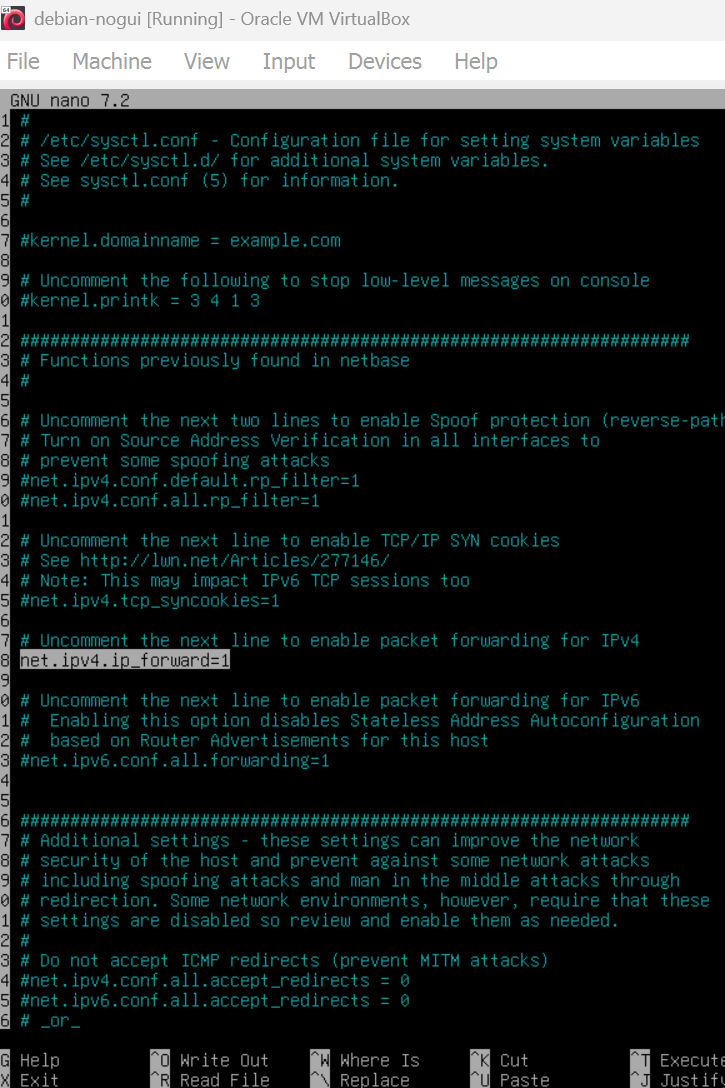 64
debian-nogui [Running] - Oracle VM VirtualBox
File Machine View Input Devices Help
GNU nano 7.2
1 #
2 # /etc/sysctl.conf - Configuration file for setting system variables
3 # See /etc/sysctl.d/ for additional system variables.
4 # See sysctl.conf (5) for information.
5 #
6
7 #kernel.domainname = example.com
8
9 # Uncomment the following to stop low-level messages on console
0 #kernel.printk = 3 4 1 3
1
2 ###################################################################
3 # Functions previously found in netbase
4 #
5
6 # Uncomment the next two lines to enable Spoof protection (reverse-path
7 # Turn on Source Address Verification in all interfaces to
8 # prevent some spoofing attacks
9 #net.ipv4.conf.default.rp_filter=1
0 #net.ipv4.conf.all.rp_filter=1
1
2 # Uncomment the next line to enable TCP/IP SYN cookies
3 # See http://lwn.net/Articles/277146/
4 # Note: This may impact IPv6 TCP sessions too
5 #net.ipv4.tcp_syncookies=1
6
7 # Uncomment the next line to enable packet forwarding for IPv4
8 net.ipv4.ip_forward=1
9
0 # Uncomment the next line to enable packet forwarding for IPv6
1 #  Enabling this option disables Stateless Address Autoconfiguration
2 #  based on Router Advertisements for this host
3 #net.ipv6.conf.all.forwarding=1
4
5
6 ###################################################################
7 # Additional settings - these settings can improve the network
8 # security of the host and prevent against some network attacks
9 # including spoofing attacks and man in the middle attacks through
0 # redirection. Some network environments, however, require that these
1 # settings are disabled so review and enable them as needed.
2 #
3 # Do not accept ICMP redirects (prevent MITM attacks)
4 #net.ipv4.conf.all.accept_redirects = 0
5 #net.ipv6.conf.all.accept_redirects = 0
6 # _or_
G Help ^O Write Out ^W Where Is ^K Cut ^T Execute
X Exit ^R Read File ^\ Replace ^U Paste ^J Justify